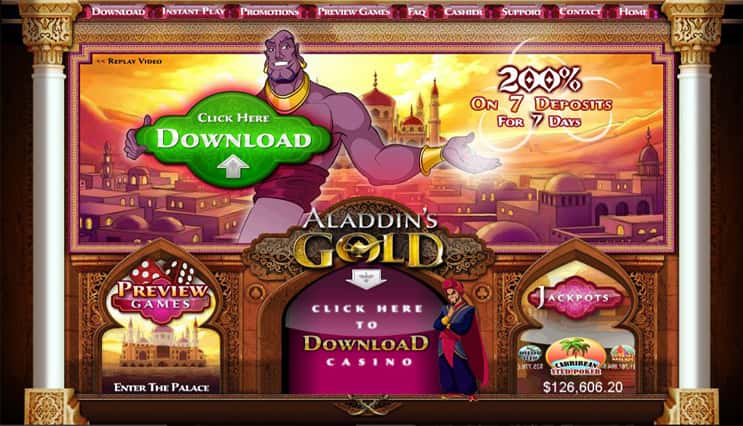 Download Instant Play Promotions Preview Games FAQ Cashier Support Contact Home
<< Replay Video
200%
On 7 Deposits
For 7 Days
Click Here
Download
Aladdin's
Gold
Preview
Games
Enter The Palace
Click Here
to
Download
Casino
Jackpots
Caribbean
Stud Poker
$126,606.20